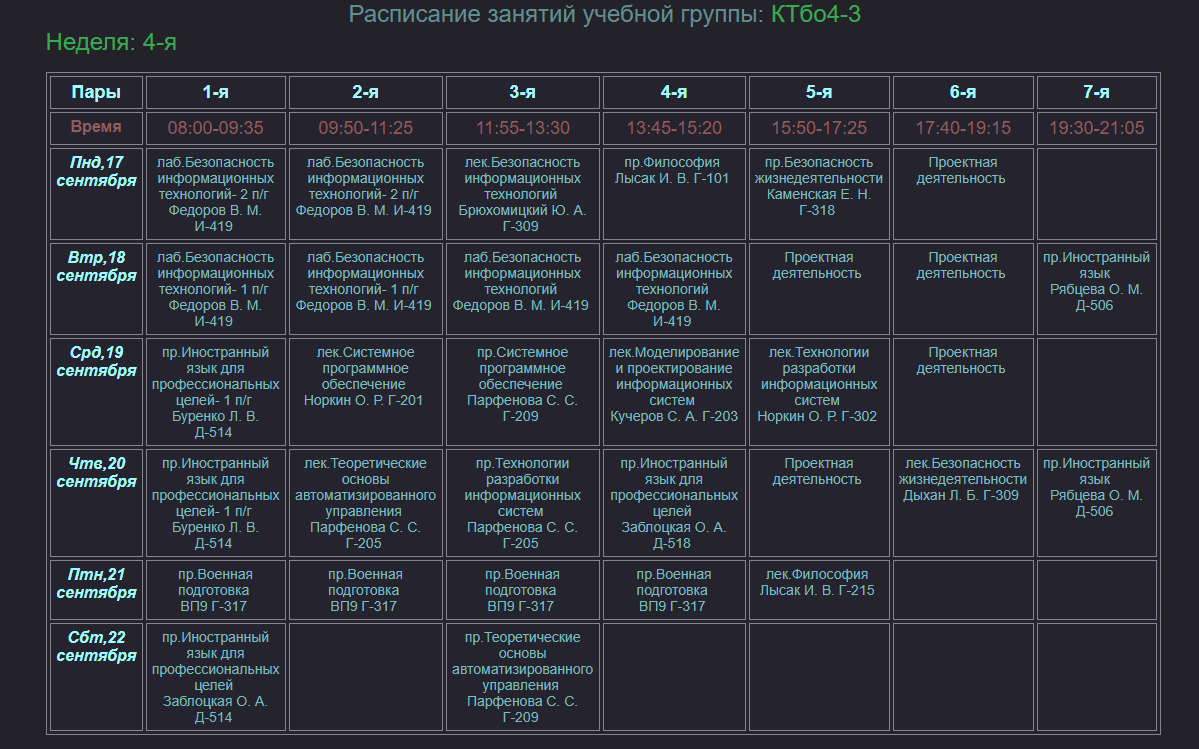 Расписание занятий учебной группы: КТбо4-3
Неделя: 4-я
Пары 1-я 2-я 3-я 4-я 5-я 6-я 7-я
Время 08:00-09:35 09:50-11:25 11:55-13:30 13:45-15:20 15:50-17:25 17:40-19:15 19:30-21:05
Пнд,17
сентября
лаб.Безопасность
информационных
технологий- 2 п/г
Федоров В. М.
И-419
лаб.Безопасность
информационных
технологий- 2 п/г
Федоров В. М. И-419
лек.Безопасность
информационных
технологий
Брюхомицкий Ю. А.
Г-309
пр.Философия
Лысак И. В. Г-101
пр.Безопасность
жизнедеятельности
Каменская Е. Н.
Г-318
Проектная
деятельность
Втр,18
сентября
лаб.Безопасность
информационных
технологий- 1 п/г
Федоров В. М.
И-419
лаб.Безопасность
информационных
технологий- 1 п/г
Федоров В. М. И-419
лаб.Безопасность
информационных
технологий
Федоров В. М. И-419
лаб.Безопасность
информационных
технологий
Федоров В. М.
И-419
Проектная
деятельность
Проектная
деятельность
пр.Иностранный
язык
Рябцева О. М.
Д-506
Срд,19
сентября
пр.Иностранный
язык для
профессиональных
целей- 1 п/г
Буренко Л. В.
Д-514
лек.Системное
программное
обеспечение
Норкин О. Р. Г-201
пр.Системное
программное
обеспечение
Парфенова С. С.
Г-209
лек.Моделирование
и проектирование
информационных
систем
Кучеров С. А. Г-203
лек.Технологии
разработки
информационных
систем
Норкин О. Р. Г-302
Проектная
деятельность
Чтв,20
сентября
пр.Иностранный
язык для
профессиональных
целей- 1 п/г
Буренко Л. В.
Д-514
лек.Теоретические
основы
автоматизированного
управления
Парфенова С. С.
Г-205
пр.Технологии
разработки
информационных
систем
Парфенова С. С.
Г-205
пр.Иностранный
язык для
профессиональных
целей
Заблоцкая О. А.
Д-518
Проектная
деятельность
лек.Безопасность
жизнедеятельности
Дыхан Л. Б. Г-309
пр.Иностранный
язык
Рябцева О. М.
Д-506
Птн,21
сентября
пр.Военная
подготовка
ВП9 Г-317
пр.Военная
подготовка
ВП9 Г-317
пр.Военная
подготовка
ВП9 Г-317
пр.Военная
подготовка
ВП9 Г-317
лек.Философия
Лысак И. В. Г-215
Сбт,22
сентября
пр.Иностранный
язык для
профессиональных
целей
Заблоцкая О. А.
Д-514
пр.Теоретические
основы
автоматизированного
управления
Парфенова С. С.
Г-209